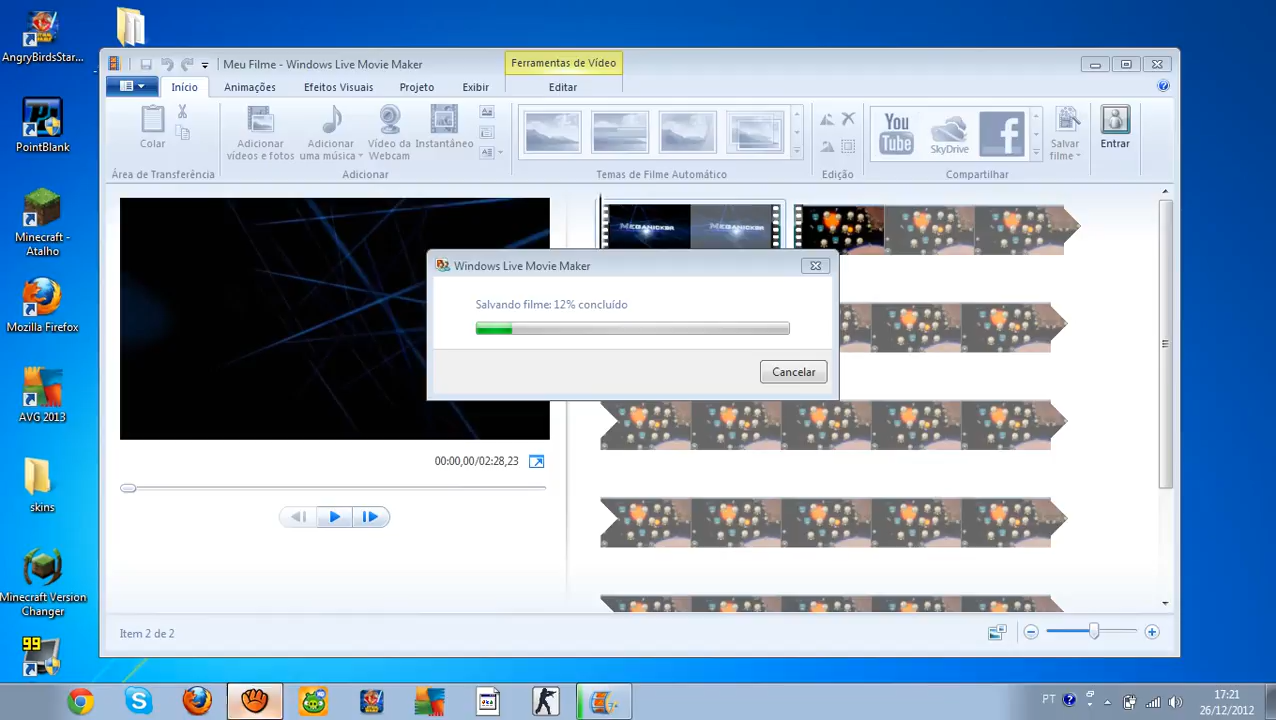 AngryBirdsStar...
PointBlank
Minecraft -
Atalho
Mozilla Firefox
AVG 2013
skins
Minecraft Version
Changer
99
Meu Filme - Windows Live Movie Maker
Ferramentas de Vídeo
Início
Animações
Efeitos Visuais
Projeto
Exibir
Editar
Colar
Adicionar
vídeos e fotos
Adicionar
uma música
Vídeo da
Webcam
Instantâneo
You
Tube
SkyDrive
Salvar
filme
Entrar
Área de Transferência
Adicionar
Temas de Filme Automático
Edição
Compartilhar
MEGANICKER
MEGANICKER
Windows Live Movie Maker
Salvando filme: 12% concluído
Cancelar
00:00,00/02:28,23
Item 2 de 2
PT
17:21
26/12/2012